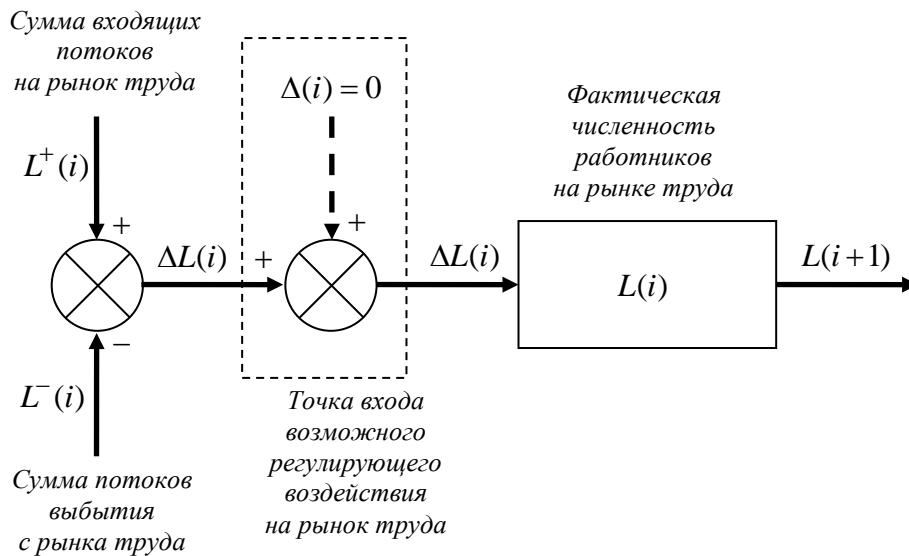 Сумма входящих
потоков
на рынок труда
L⁺(i)
+
−
L⁻(i)
Сумма потоков
выбытия
с рынка труда
ΔL(i)
+
Δ(i) = 0
+
Точка входа
возможного
регулирующего
воздействия
на рынок труда
ΔL(i)
Фактическая
численность
работников
на рынке труда
L(i)
L(i+1)